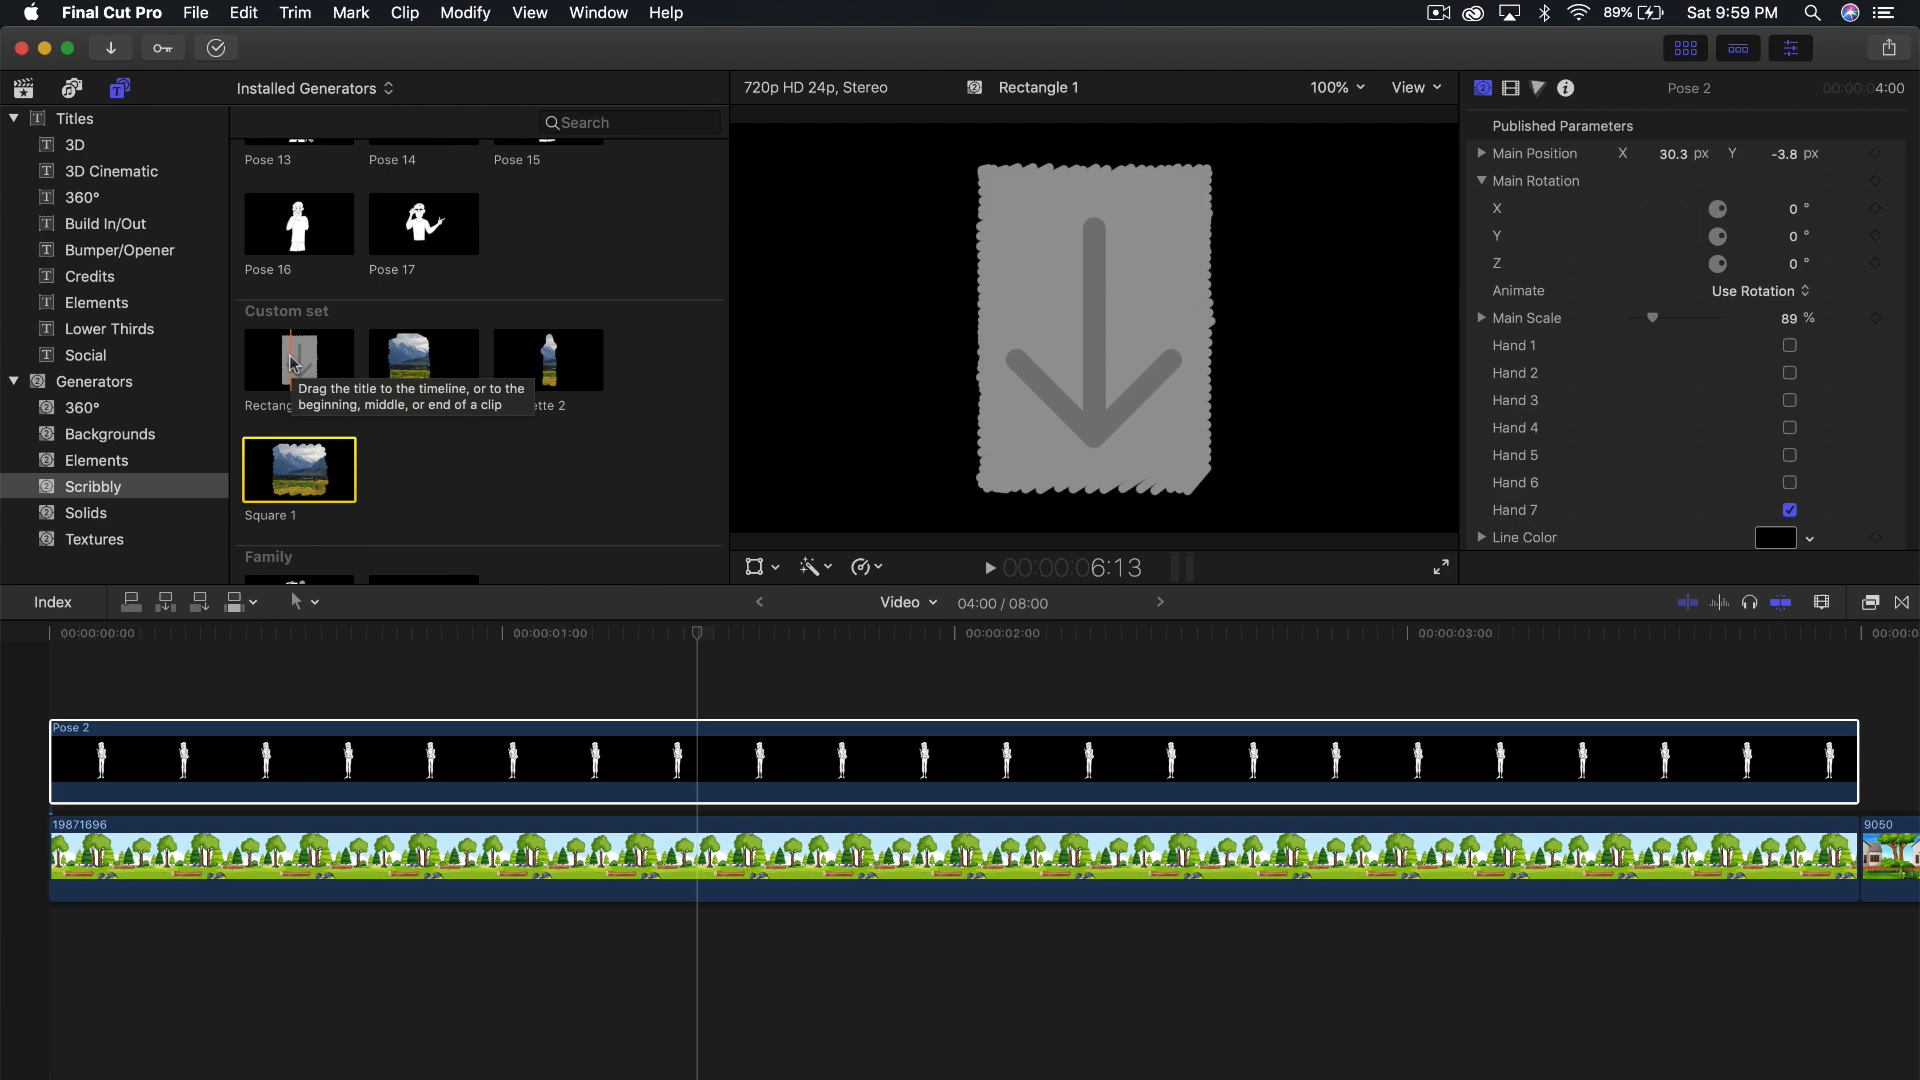 Final Cut Pro File Edit Trim Mark Clip Modify View Window Help 89% Sat 9:59 PM
Installed Generators
720p HD 24p, Stereo Rectangle 1 100% View
Pose 2 00:00:04:00
Titles
3D
3D Cinematic
360°
Build In/Out
Bumper/Opener
Credits
Elements
Lower Thirds
Social
Generators
360°
Backgrounds
Elements
Scribbly
Solids
Textures
Search
Pose 13 Pose 14 Pose 15
Pose 16 Pose 17
Custom set
Drag the title to the timeline, or to the
beginning, middle, or end of a clip
Square 1
Family
Published Parameters
Main Position X 30.3 px Y -3.8 px
Main Rotation
X 0 °
Y 0 °
Z 0 °
Animate Use Rotation
Main Scale 89 %
Hand 1
Hand 2
Hand 3
Hand 4
Hand 5
Hand 6
Hand 7
Line Color
00:00:06:13
Index Video 04:00 / 08:00
00:00:00:00 00:00:01:00 00:00:02:00 00:00:03:00
Pose 2
19871696 9050